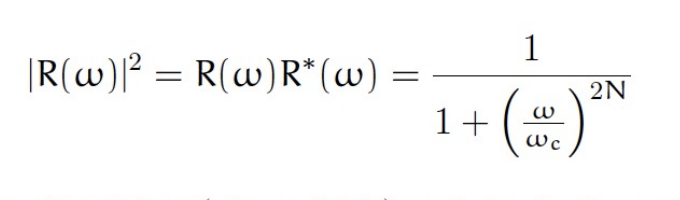 |R(ω)|² = R(ω)R*(ω) = 1 / (1 + (ω/ω_c)^{2N})